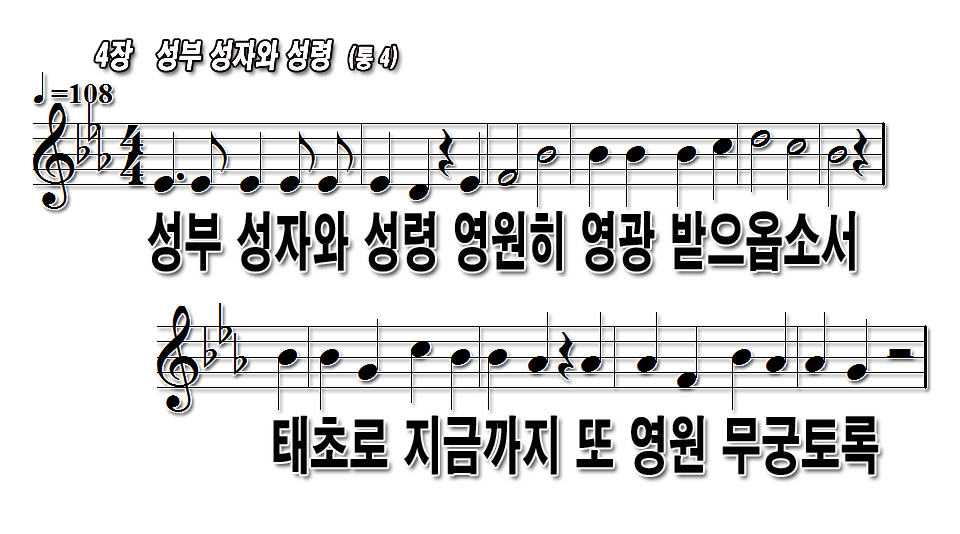 4장 성부 성자와 성령 (통 4)
♩=108
성부 성자와 성령 영원히 영광 받으옵소서
태초로 지금까지 또 영원 무궁토록